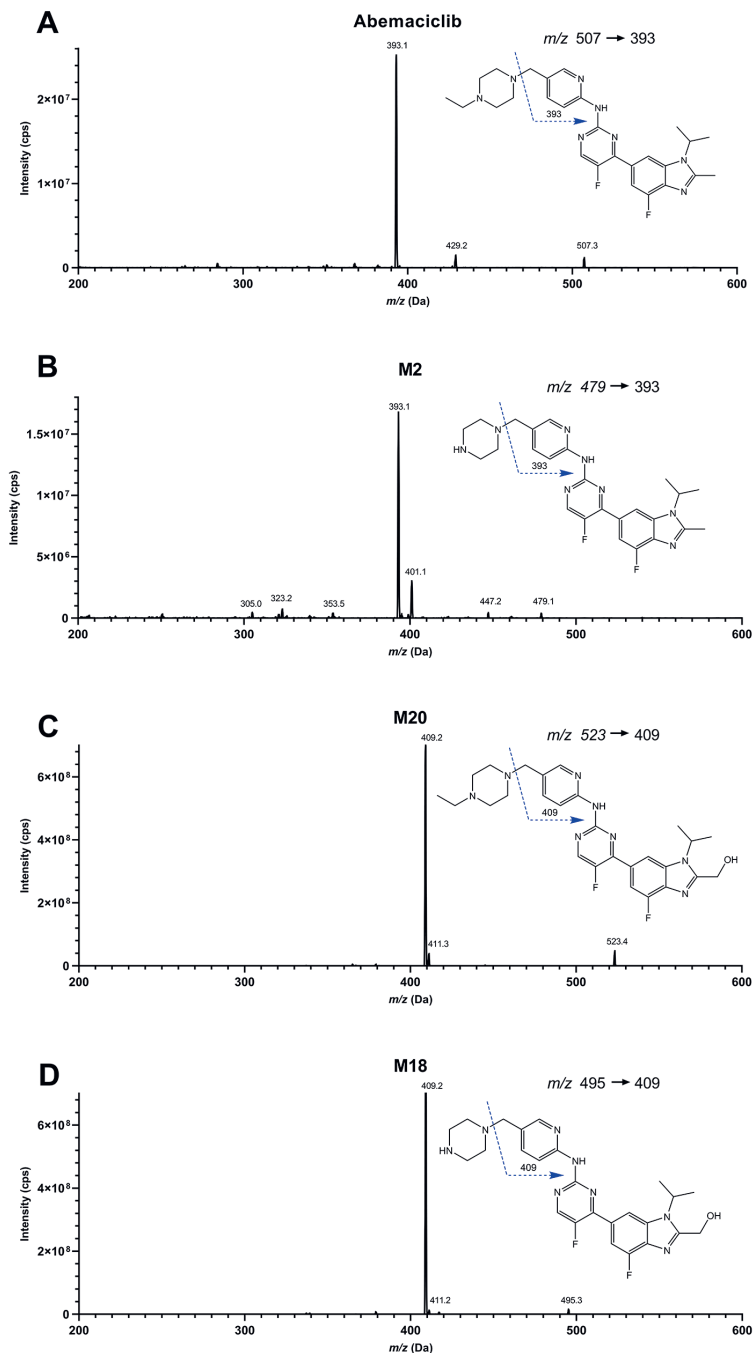 A
Abemaciclib
m/z 507 → 393
393.1
2×10⁷
1×10⁷
0
Intensity (cps)
429.2
507.3
200
300
400
500
600
m/z (Da)
N
N
N
NH
393
N
N
F
N
N
F
B
M2
m/z 479 → 393
393.1
1.5×10⁷
1×10⁷
5×10⁶
0
Intensity (cps)
305.0
323.2
353.5
401.1
447.2
479.1
200
300
400
500
600
m/z (Da)
N
HN
N
NH
393
N
N
F
N
N
F
C
M20
m/z 523 → 409
409.2
6×10⁸
4×10⁸
2×10⁸
0
Intensity (cps)
411.3
523.4
200
300
400
500
600
m/z (Da)
N
N
N
NH
409
N
N
F
N
N
OH
F
D
M18
m/z 495 → 409
409.2
6×10⁸
4×10⁸
2×10⁸
0
Intensity (cps)
411.2
495.3
200
300
400
500
600
m/z (Da)
N
HN
N
NH
409
N
N
F
N
N
OH
F